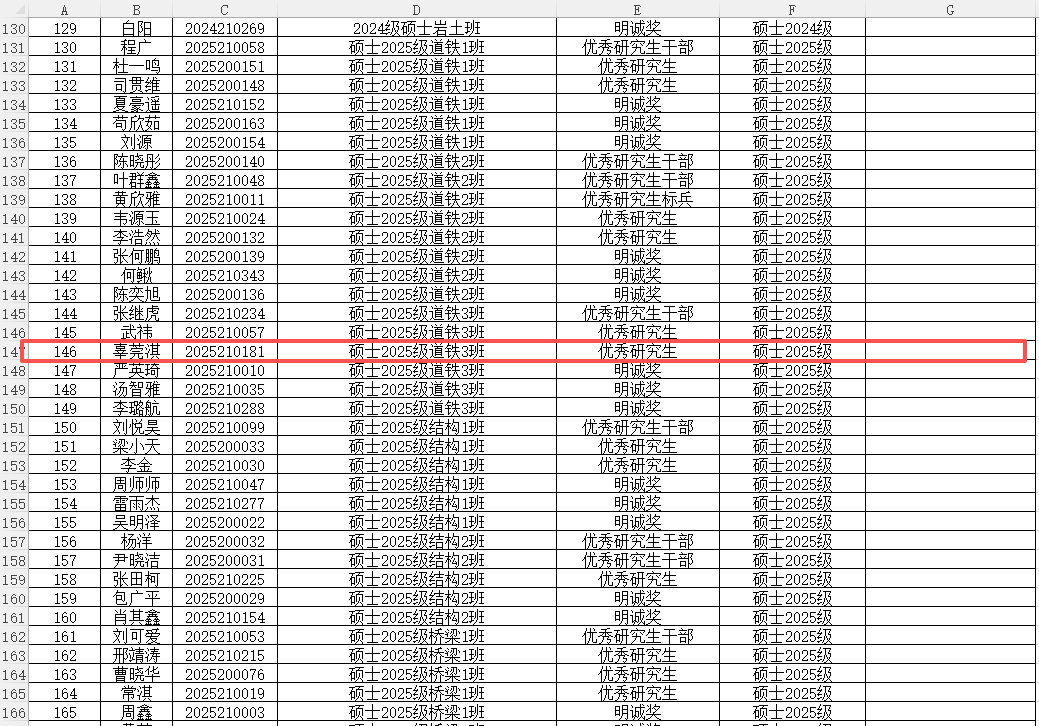 A B C D E F G
130 129 白阳 2024210269 2024级硕士岩土班 明诚奖 硕士2024级
131 130 程广 2025210058 硕士2025级道铁1班 优秀研究生干部 硕士2025级
132 131 杜一鸣 2025200151 硕士2025级道铁1班 优秀研究生 硕士2025级
133 132 司贯维 2025200148 硕士2025级道铁1班 优秀研究生 硕士2025级
134 133 夏豪遥 2025210152 硕士2025级道铁1班 明诚奖 硕士2025级
135 134 苟欣茹 2025200163 硕士2025级道铁1班 明诚奖 硕士2025级
136 135 刘源 2025200154 硕士2025级道铁1班 明诚奖 硕士2025级
137 136 陈晓彤 2025200140 硕士2025级道铁2班 优秀研究生干部 硕士2025级
138 137 叶群鑫 2025210048 硕士2025级道铁2班 优秀研究生干部 硕士2025级
139 138 黄欣雅 2025210011 硕士2025级道铁2班 优秀研究生标兵 硕士2025级
140 139 韦源玉 2025210024 硕士2025级道铁2班 优秀研究生 硕士2025级
141 140 李浩然 2025200132 硕士2025级道铁2班 优秀研究生 硕士2025级
142 141 张何鹏 2025200139 硕士2025级道铁2班 明诚奖 硕士2025级
143 142 何鳅 2025210343 硕士2025级道铁2班 明诚奖 硕士2025级
144 143 陈奕旭 2025200136 硕士2025级道铁2班 明诚奖 硕士2025级
145 144 张继虎 2025210234 硕士2025级道铁3班 优秀研究生干部 硕士2025级
146 145 武祎 2025210057 硕士2025级道铁3班 优秀研究生 硕士2025级
147 146 辜莞淇 2025210181 硕士2025级道铁3班 优秀研究生 硕士2025级
148 147 严英琦 2025210010 硕士2025级道铁3班 明诚奖 硕士2025级
149 148 汤智雅 2025210035 硕士2025级道铁3班 明诚奖 硕士2025级
150 149 李璐航 2025210288 硕士2025级道铁3班 明诚奖 硕士2025级
151 150 刘悦昊 2025210099 硕士2025级结构1班 优秀研究生干部 硕士2025级
152 151 梁小天 2025200033 硕士2025级结构1班 优秀研究生 硕士2025级
153 152 李金 2025210030 硕士2025级结构1班 优秀研究生 硕士2025级
154 153 周师师 2025210047 硕士2025级结构1班 明诚奖 硕士2025级
155 154 雷雨杰 2025210277 硕士2025级结构1班 明诚奖 硕士2025级
156 155 吴明泽 2025200022 硕士2025级结构1班 明诚奖 硕士2025级
157 156 杨洋 2025200032 硕士2025级结构2班 优秀研究生干部 硕士2025级
158 157 尹晓洁 2025200031 硕士2025级结构2班 优秀研究生干部 硕士2025级
159 158 张田柯 2025210225 硕士2025级结构2班 优秀研究生 硕士2025级
160 159 包广平 2025200029 硕士2025级结构2班 明诚奖 硕士2025级
161 160 肖其鑫 2025210154 硕士2025级结构2班 明诚奖 硕士2025级
162 161 刘可爱 2025210053 硕士2025级桥梁1班 优秀研究生干部 硕士2025级
163 162 邢靖涛 2025210215 硕士2025级桥梁1班 优秀研究生 硕士2025级
164 163 曹晓华 2025200076 硕士2025级桥梁1班 优秀研究生 硕士2025级
165 164 常淇 2025210019 硕士2025级桥梁1班 优秀研究生 硕士2025级
166 165 周鑫 2025210003 硕士2025级桥梁1班 明诚奖 硕士2025级